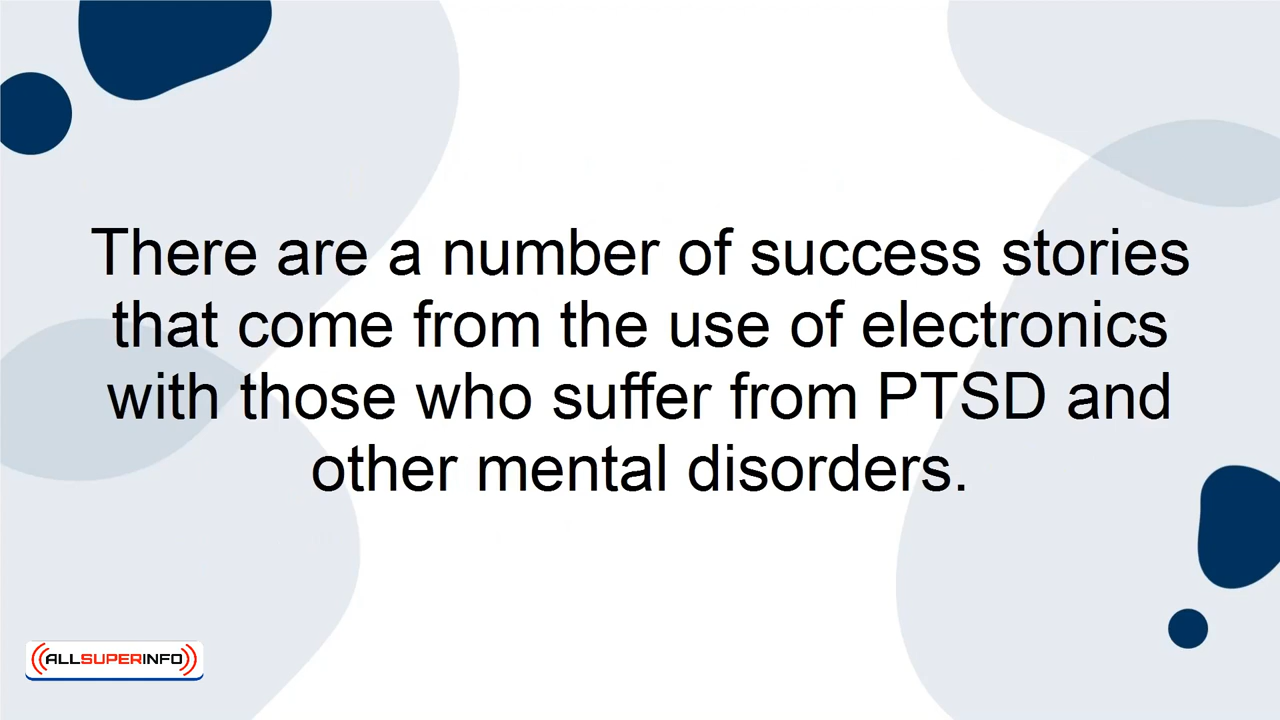 There are a number of success stories
that come from the use of electronics
with those who suffer from PTSD and
other mental disorders.
ALLSUPERINFO